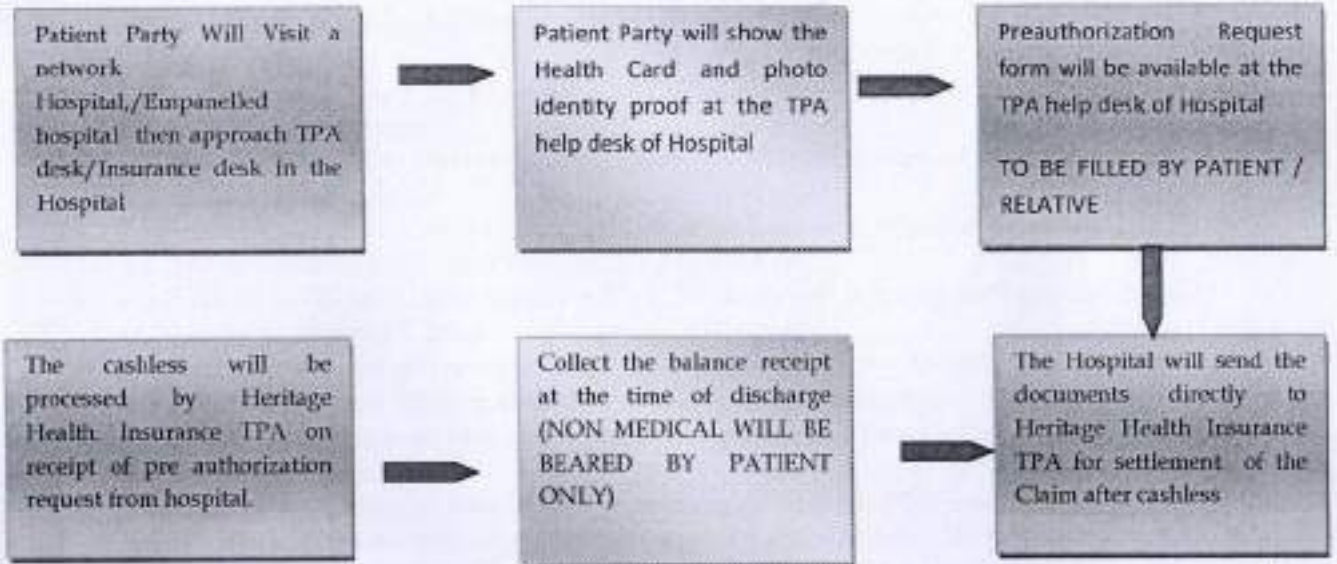 Patient Party Will Visit a
network
Hospital,/Empanelled
hospital then approach TPA
desk/Insurance desk in the
Hospital
Patient Party will show the
Health Card and photo
identity proof at the TPA
help desk of Hospital
Preauthorization Request
form will be available at the
TPA help desk of Hospital
TO BE FILLED BY PATIENT /
RELATIVE
The cashless will be
processed by Heritage
Health Insurance TPA on
receipt of pre authorization
request from hospital.
Collect the balance receipt
at the time of discharge
(NON MEDICAL WILL BE
BEARED BY PATIENT
ONLY)
The Hospital will send the
documents directly to
Heritage Health Insurance
TPA for settlement of the
Claim after cashless